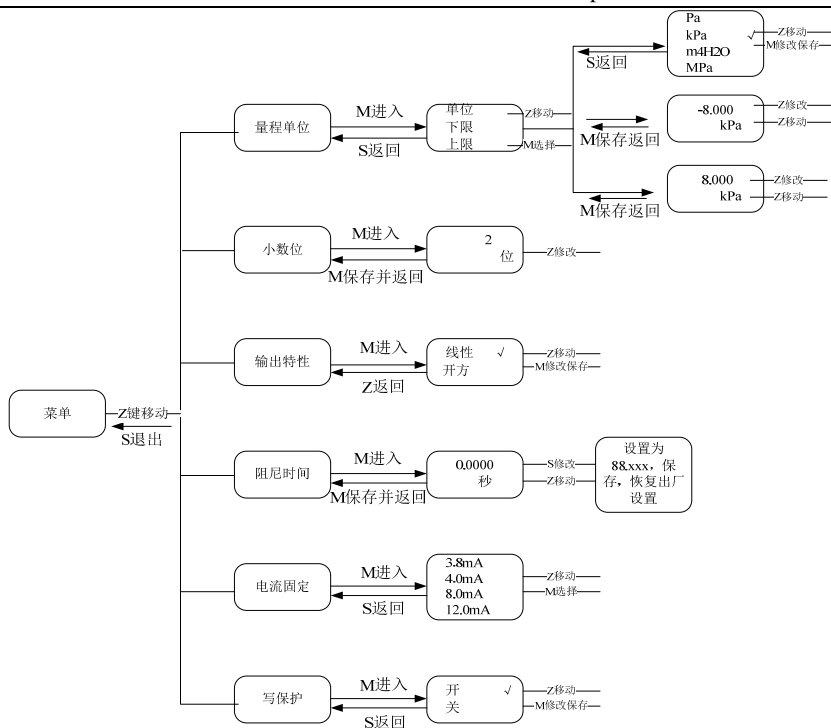 Pa
kPa √
m4H2O
MPa
Z移动
M修改保存
S返回
量程单位
M进入
S返回
单位
下限
上限
Z移动
M选择
-8.000
kPa
Z修改
Z移动
M保存返回
8.000
kPa
Z修改
Z移动
M保存返回
小数位
M进入
M保存并返回
2
位
Z修改
输出特性
M进入
Z返回
线性 √
开方
Z移动
M修改保存
菜单
Z键移动
S退出
阻尼时间
M进入
M保存并返回
0.0000
秒
S修改
Z移动
设置为
88.xxx，保
存，恢复出厂
设置
电流固定
M进入
S返回
3.8mA
4.0mA
8.0mA
12.0mA
Z移动
M选择
写保护
M进入
S返回
开 √
关
Z移动
M修改保存